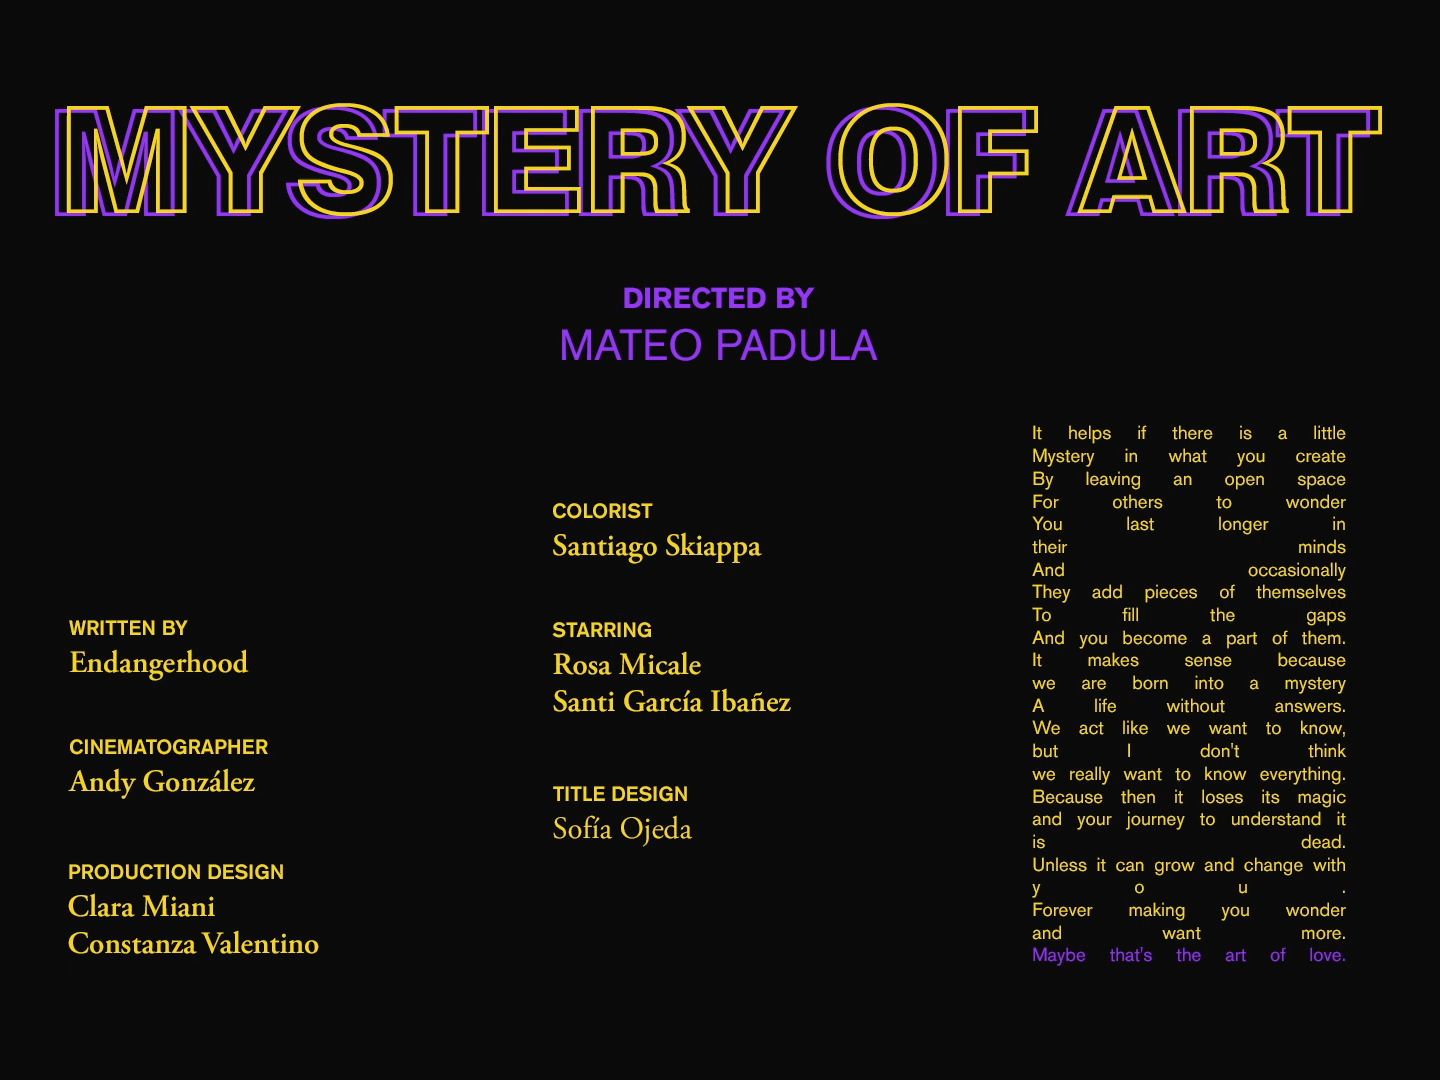 MYSTERY OF ART
DIRECTED BY
MATEO PADULA
WRITTEN BY
Endangerhood
CINEMATOGRAPHER
Andy González
PRODUCTION DESIGN
Clara Miani
Constanza Valentino
COLORIST
Santiago Skiappa
STARRING
Rosa Micale
Santi García Ibañez
TITLE DESIGN
Sofía Ojeda
It helps if there is a little
Mystery in what you create
By leaving an open space
For others to wonder
You last longer in
their minds
And occasionally
They add pieces of themselves
To fill the gaps
And you become a part of them.
It makes sense because
we are born into a mystery
A life without answers.
We act like we want to know,
but I don't think
we really want to know everything.
Because then it loses its magic
and your journey to understand it
is dead.
Unless it can grow and change with
y o u .
Forever making you wonder
and want more.
Maybe that's the art of love.